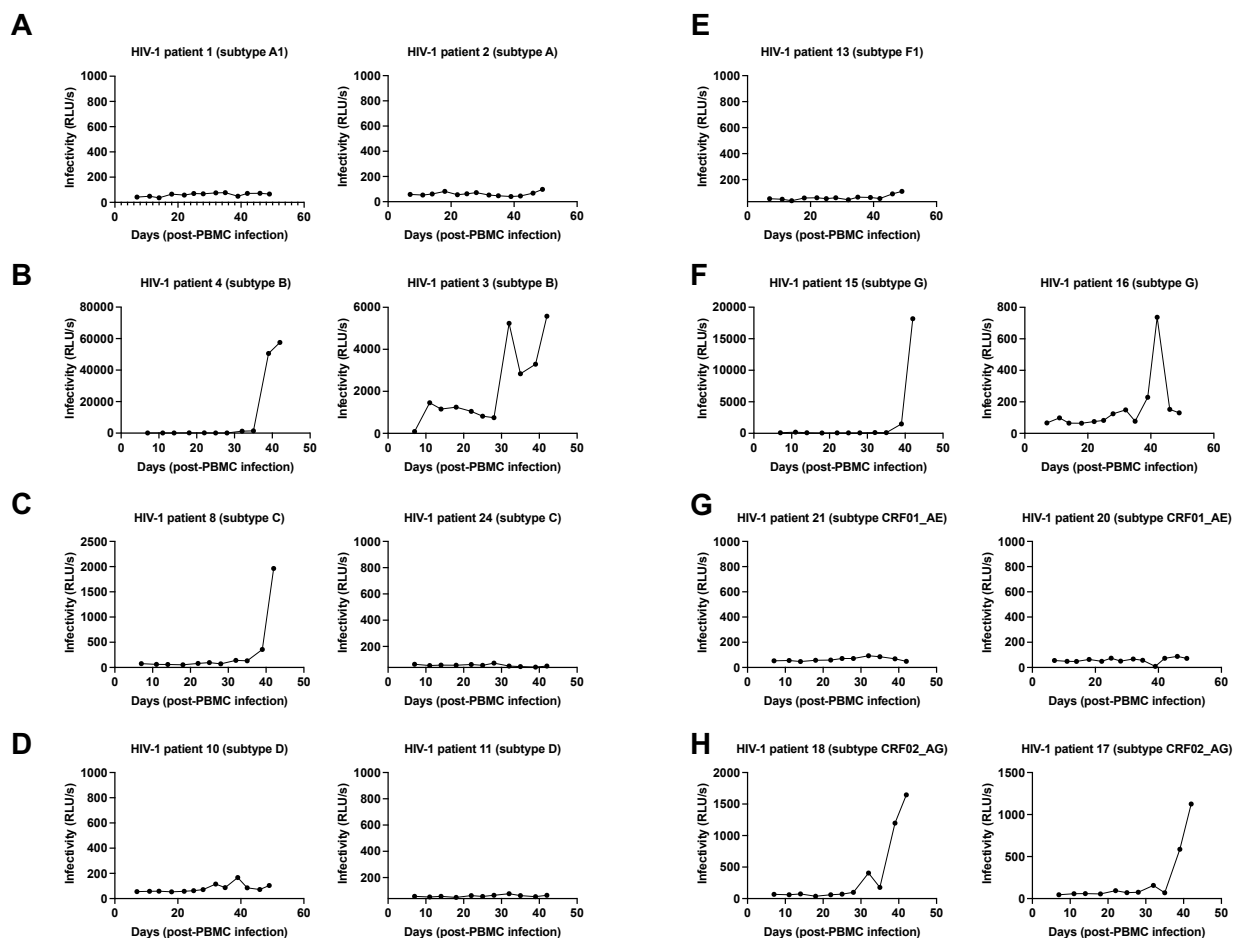 A
HIV-1 patient 1 (subtype A1)
Infectivity (RLU/s)
1000
800
600
400
200
0
0 20 40 60
Days (post-PBMC infection)
HIV-1 patient 2 (subtype A)
Infectivity (RLU/s)
1000
800
600
400
200
0
0 20 40 60
Days (post-PBMC infection)
E
HIV-1 patient 13 (subtype F1)
Infectivity (RLU/s)
1000
800
600
400
200
0 20 40 60
Days (post-PBMC infection)
B
HIV-1 patient 4 (subtype B)
Infectivity (RLU/s)
80000
60000
40000
20000
0
0 10 20 30 40 50
Days (post-PBMC infection)
HIV-1 patient 3 (subtype B)
Infectivity (RLU/s)
6000
4000
2000
0
0 10 20 30 40 50
Days (post-PBMC infection)
F
HIV-1 patient 15 (subtype G)
Infectivity (RLU/s)
20000
15000
10000
5000
0
0 10 20 30 40 50
Days (post-PBMC infection)
HIV-1 patient 16 (subtype G)
Infectivity (RLU/s)
800
600
400
200
0
0 20 40 60
Days (post-PBMC infection)
C
HIV-1 patient 8 (subtype C)
Infectivity (RLU/s)
2500
2000
1500
1000
500
0
0 10 20 30 40 50
Days (post-PBMC infection)
HIV-1 patient 24 (subtype C)
Infectivity (RLU/s)
1000
800
600
400
200
0 10 20 30 40 50
Days (post-PBMC infection)
G
HIV-1 patient 21 (subtype CRF01_AE)
Infectivity (RLU/s)
1000
800
600
400
200
0
0 10 20 30 40 50
Days (post-PBMC infection)
HIV-1 patient 20 (subtype CRF01_AE)
Infectivity (RLU/s)
1000
800
600
400
200
0
0 20 40 60
Days (post-PBMC infection)
D
HIV-1 patient 10 (subtype D)
Infectivity (RLU/s)
1000
800
600
400
200
0
0 20 40 60
Days (post-PBMC infection)
HIV-1 patient 11 (subtype D)
Infectivity (RLU/s)
1000
800
600
400
200
0 10 20 30 40 50
Days (post-PBMC infection)
H
HIV-1 patient 18 (subtype CRF02_AG)
Infectivity (RLU/s)
2000
1500
1000
500
0
0 10 20 30 40 50
Days (post-PBMC infection)
HIV-1 patient 17 (subtype CRF02_AG)
Infectivity (RLU/s)
1500
1000
500
0
0 10 20 30 40 50
Days (post-PBMC infection)